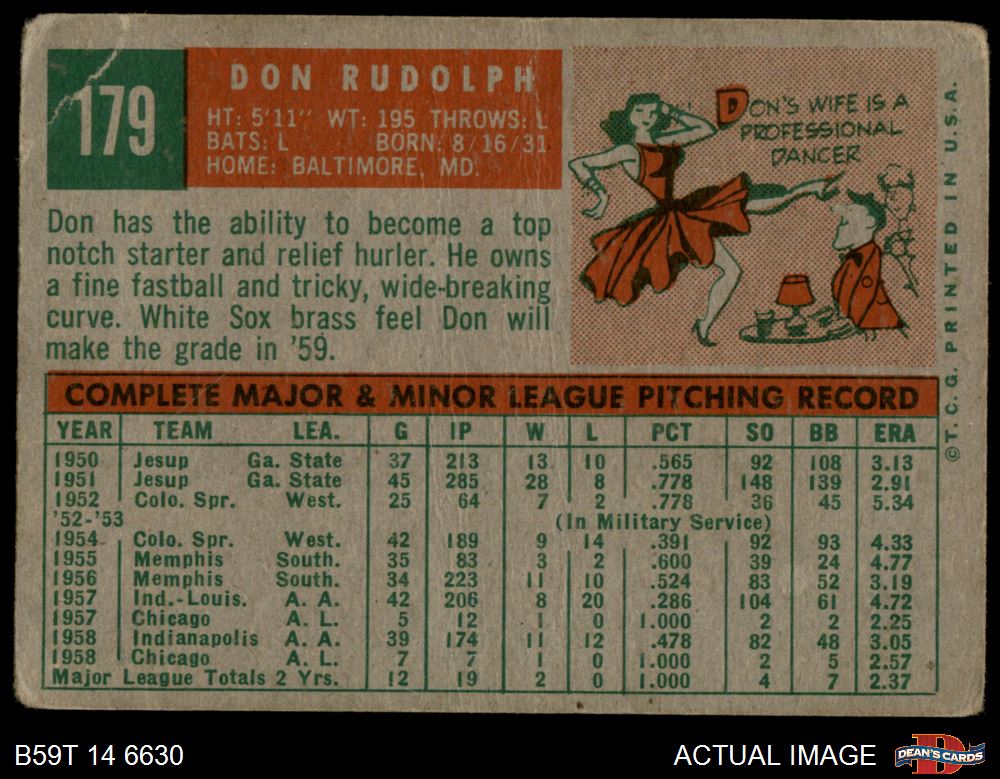 179
DON RUDOLPH
HT: 5'11" WT: 195 THROWS: L
BATS: L BORN: 8/16/31
HOME: BALTIMORE, MD.
DON'S WIFE IS A
PROFESSIONAL
DANCER
Don has the ability to become a top
notch starter and relief hurler. He owns
a fine fastball and tricky, wide-breaking
curve. White Sox brass feel Don will
make the grade in '59.
©T. C. G. PRINTED IN U.S.A.
COMPLETE MAJOR & MINOR LEAGUE PITCHING RECORD
YEAR TEAM LEA. G IP W L PCT SO BB ERA
1950 Jesup Ga. State 37 213 13 10 .565 92 108 3.13
1951 Jesup Ga. State 45 285 28 8 .778 148 139 2.91
1952 Colo. Spr. West. 25 64 7 2 .778 36 45 5.34
'52-'53 (In Military Service)
1954 Colo. Spr. West. 42 189 9 14 .391 92 93 4.33
1955 Memphis South. 35 83 3 2 .600 39 24 4.77
1956 Memphis South. 34 223 11 10 .524 83 52 3.19
1957 Ind.-Louis. A. A. 42 206 8 20 .286 104 61 4.72
1957 Chicago A. L. 5 12 1 0 1.000 2 2 2.25
1958 Indianapolis A. A. 39 174 11 12 .478 82 48 3.05
1958 Chicago A. L. 7 7 1 0 1.000 2 5 2.57
Major League Totals 2 Yrs. 12 19 2 0 1.000 4 7 2.37
B59T 14 6630
ACTUAL IMAGE
DEAN'S CARDS